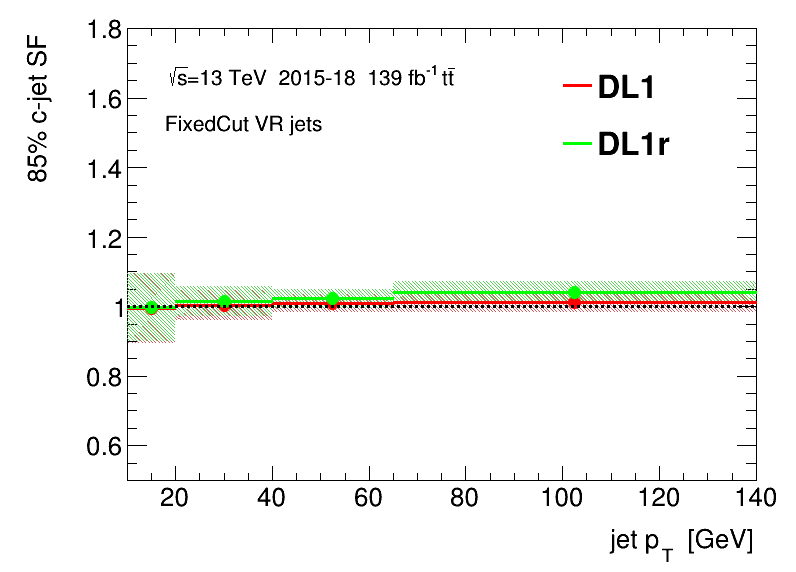 85% c-jet SF
1.8
1.6
1.4
1.2
1
0.8
0.6
√s=13 TeV 2015-18 139 fb⁻¹ tt̄
FixedCut VR jets
DL1
DL1r
20 40 60 80 100 120 140
jet p_T [GeV]